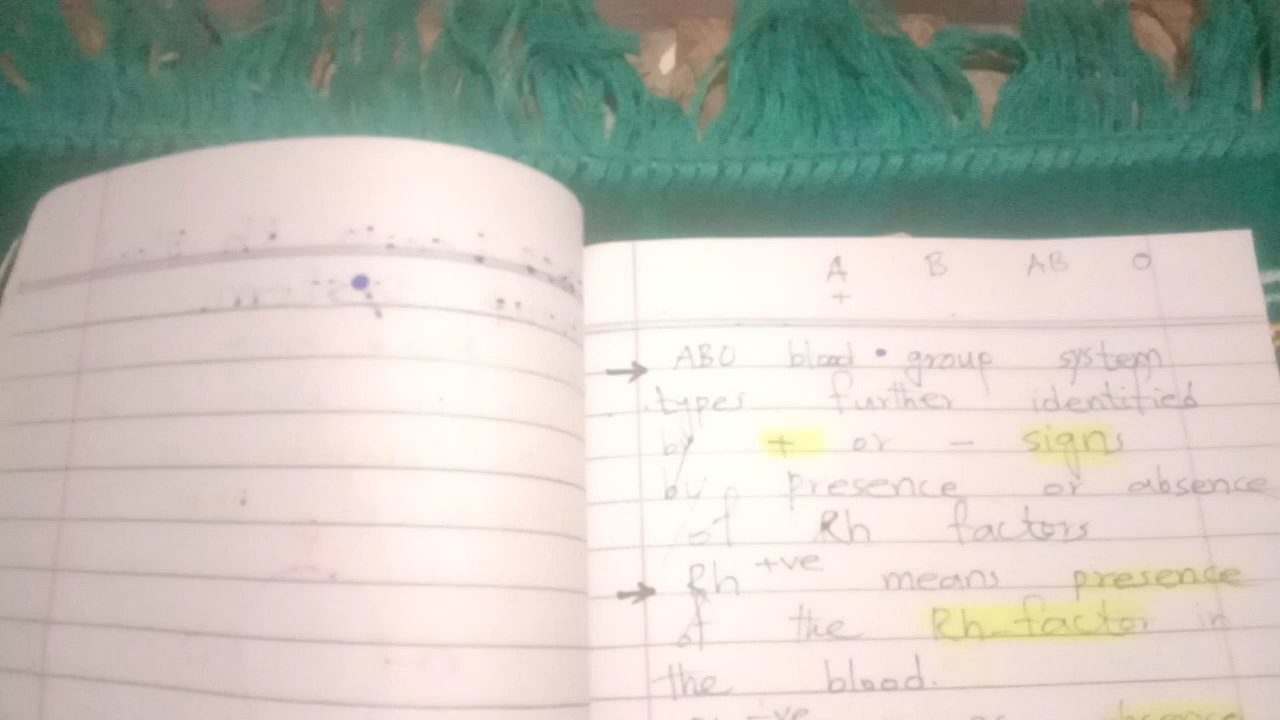 A B AB O
+
→ ABO blood group system
types further identified
by + or - signs
by presence or absence
of Rh factors
→ Rh +ve means presence
of the Rh-factor in
the blood.
-ve